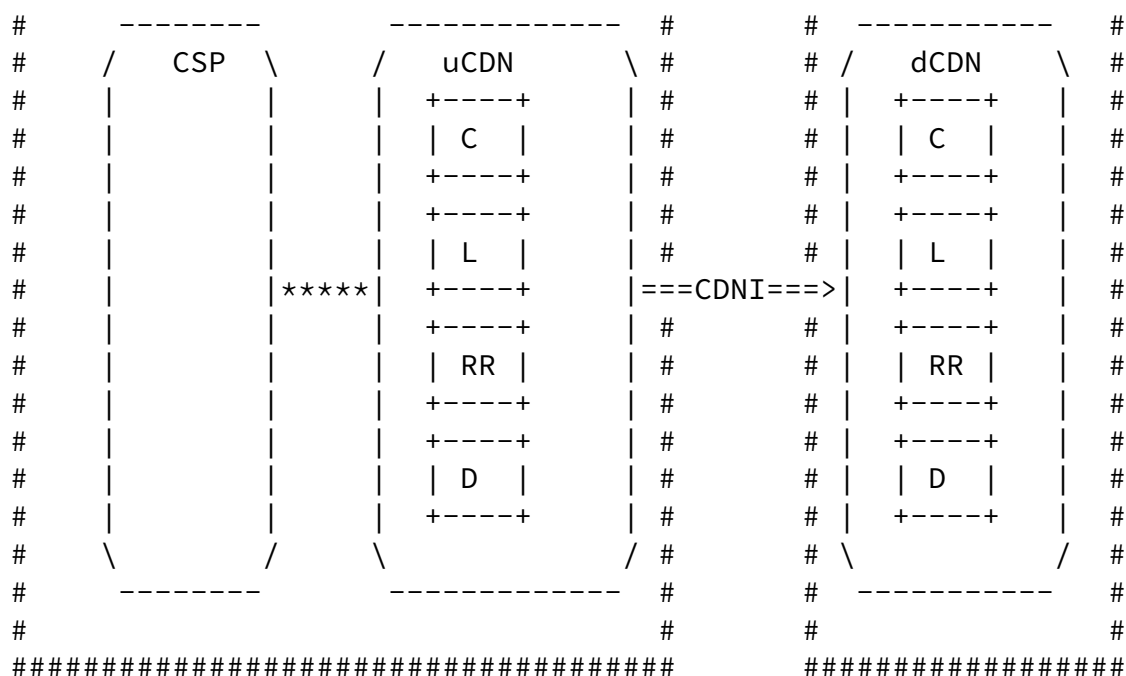 #     --------       -------------  #       #  -----------  #
#    /   CSP  \     /   uCDN      \ #       # /   dCDN    \  #
#    |        |     |  +----+     | #       # |  +----+   |  #
#    |        |     |  | C  |     | #       # |  | C  |   |  #
#    |        |     |  +----+     | #       # |  +----+   |  #
#    |        |     |  +----+     | #       # |  +----+   |  #
#    |        |     |  | L  |     | #       # |  | L  |   |  #
#    |        |*****|  +----+     |===CDNI===>|  +----+   |  #
#    |        |     |  +----+     | #       # |  +----+   |  #
#    |        |     |  | RR |     | #       # |  | RR |   |  #
#    |        |     |  +----+     | #       # |  +----+   |  #
#    |        |     |  +----+     | #       # |  +----+   |  #
#    |        |     |  | D  |     | #       # |  | D  |   |  #
#    |        |     |  +----+     | #       # |  +----+   |  #
#    \        /     \             / #       # \           /  #
#     --------       -------------  #       #  -----------   #
#                                   #       #                #
#####################################       ##################